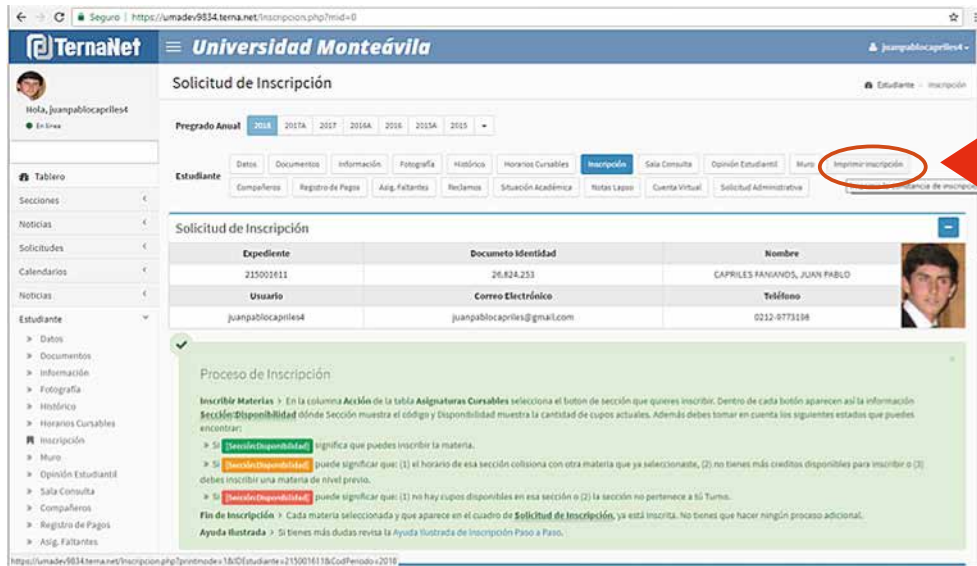 Seguro | https://umadev9834.terna.net/Inscripcion.php?mid=0
TernaNet
Universidad Monteávila
juanpablocapriles4
Hola, juanpablocapriles4
En línea
Solicitud de Inscripción
Estudiante > Inscripción
Pregrado Anual 2018 2017A 2017 2016A 2016 2015A 2015
Estudiante
Datos Documentos Información Fotografía Histórico Horarios Cursables Inscripción Sala Consulta Opinión Estudiantil Muro Imprimir Inscripción
Compañeros Registro de Pagos Asig. Faltantes Reclamos Situación Académica Notas Lapso Cuenta Virtual Solicitud Administrativa
Tablero
Secciones
Noticias
Solicitudes
Calendarios
Noticias
Estudiante
» Datos
» Documentos
» Información
» Fotografía
» Histórico
» Horarios Cursables
Inscripción
» Muro
» Opinión Estudiantil
» Sala Consulta
» Compañeros
» Registro de Pagos
» Asig. Faltantes
Solicitud de Inscripción
Expediente Documeto Identidad Nombre
215001611 26.824.253 CAPRILES FANIANOS, JUAN PABLO
Usuario Correo Electrónico Teléfono
juanpablocapriles4 juanpablocapriles@gmail.com 0212-9773198
Proceso de Inscripción
Inscribir Materias > En la columna Acción de la tabla Asignaturas Cursables selecciona el boton de sección que quieres inscribir. Dentro de cada botón aparecen así la información
Sección:Disponibilidad dónde Sección muestra el código y Disponibilidad muestra la cantidad de cupos actuales. Además debes tomar en cuenta los siguientes estados que puedes
encontrar:
» Si [Sección:Disponibilidad] significa que puedes inscribir la materia.
» Si [Sección:Disponibilidad] puede significar que: (1) el horario de esa sección colisiona con otra materia que ya seleccionaste, (2) no tienes más creditos disponibles para inscribir o (3)
debes inscribir una materia de nivel previo.
» Si [Sección:Disponibilidad] puede significar que: (1) no hay cupos disponibles en esa sección o (2) la sección no pertenece a tú Turno.
Fin de Inscripción > Cada materia seleccionada y que aparece en el cuadro de Solicitud de Inscripción, ya está inscrita. No tienes que hacer ningún proceso adicional.
Ayuda Ilustrada > Si tienes más dudas revisa la Ayuda Ilustrada de Inscripción Paso a Paso.
https://umadev9834.terna.net/Inscripcion.php?printmode=1&IDEstudiante=215001611&CodPeriodo=2018